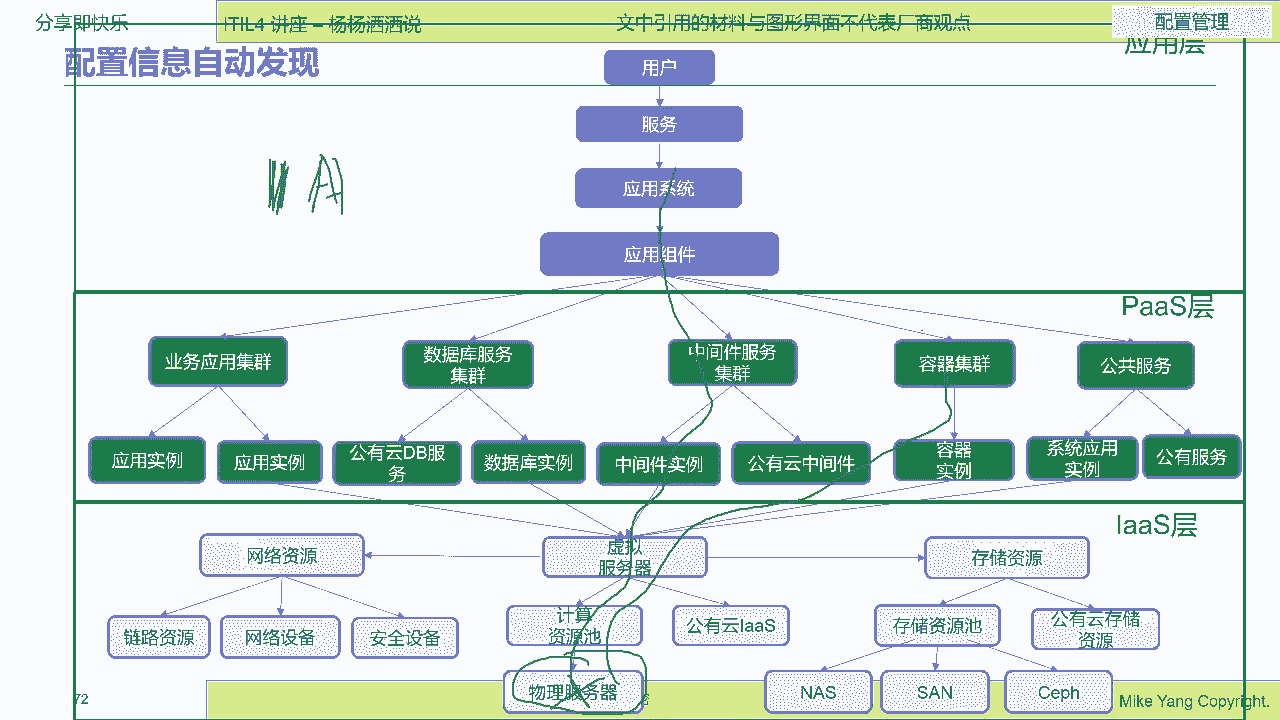 分享即快乐
ITIL4 讲座 – 杨杨洒洒说
文中引用的材料与图形界面不代表厂商观点
配置管理
应用层
配置信息自动发现
用户
服务
A
应用系统
应用组件
PaaS层
业务应用集群
数据库服务
集群
中间件服务
集群
容器集群
公共服务
应用实例
应用实例
公有云DB服
务
数据库实例
中间件实例
公有云中间件
容器
实例
系统应用
实例
公有服务
IaaS层
网络资源
虚拟
服务器
存储资源
链路资源
网络设备
安全设备
计算
资源池
公有云IaaS
存储资源池
公有云存储
资源
物理服务器
NAS
SAN
Ceph
72
Mike Yang Copyright.